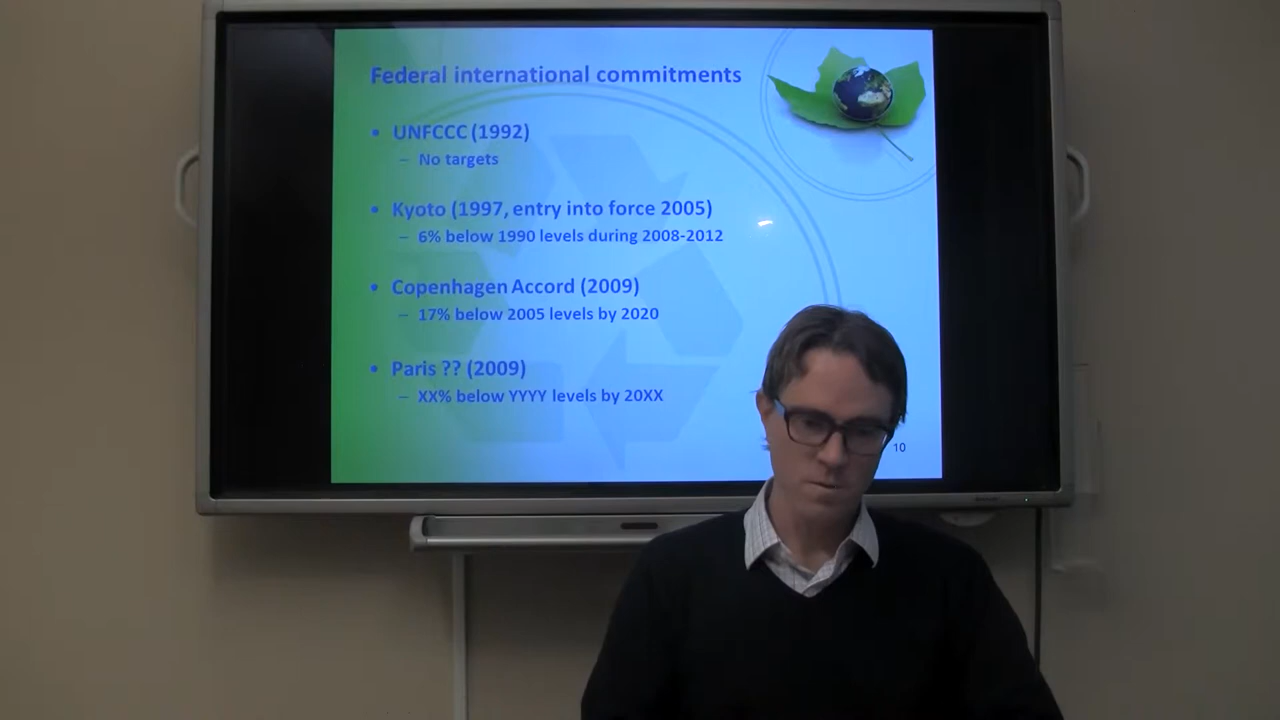 Federal international commitments
• UNFCCC (1992)
– No targets
• Kyoto (1997, entry into force 2005)
– 6% below 1990 levels during 2008-2012
• Copenhagen Accord (2009)
– 17% below 2005 levels by 2020
• Paris ?? (2009)
– XX% below YYYY levels by 20XX
10